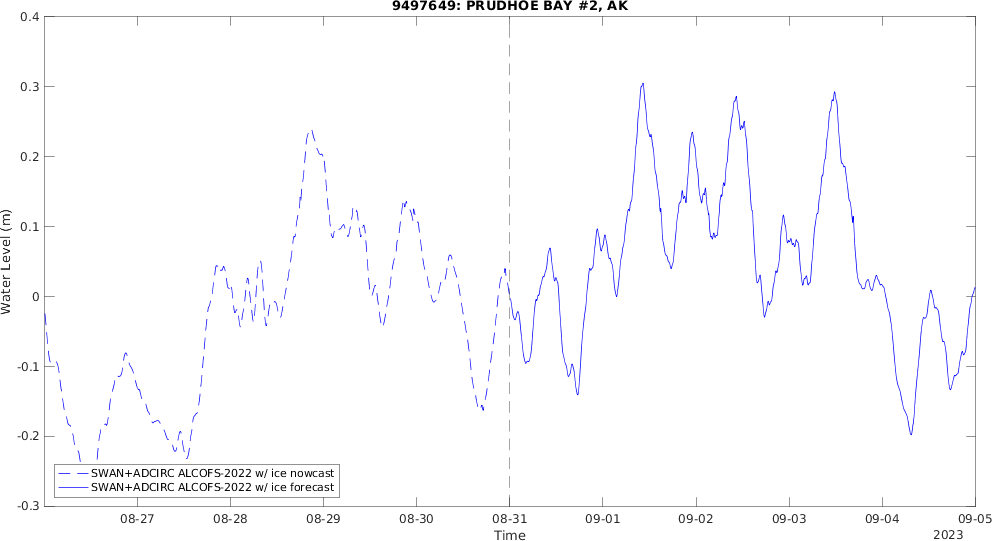 9497649: PRUDHOE BAY #2, AK
0.4
0.3
0.2
0.1
0
-0.1
-0.2
-0.3
Water Level (m)
SWAN+ADCIRC ALCOFS-2022 w/ ice nowcast
SWAN+ADCIRC ALCOFS-2022 w/ ice forecast
08-27 08-28 08-29 08-30 08-31 09-01 09-02 09-03 09-04 09-05
Time
2023